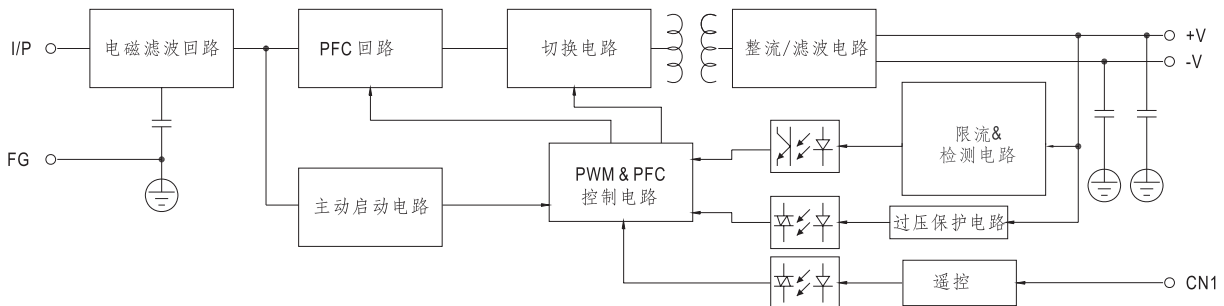 I/P
电磁滤波回路
PFC 回路
切换电路
整流/滤波电路
+V
-V
FG
主动启动电路
PWM & PFC
控制电路
限流&
检测电路
过压保护电路
遥控
CN1